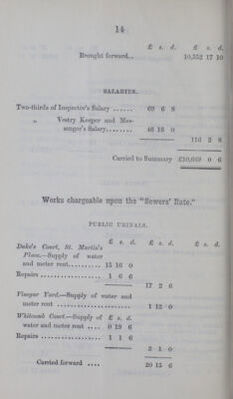 14
£ s. d. £ s. d.
Brought forward.. 10,552 17 10
SALARIES.
Two-thirds of Inspector's Salary ...... 69 6 8
„ Vestry Keeper and Mes-
senger's Salary........ 46 16 0
116 2 8
Carried to Summary £10,669 0 6
Works chargeable upon the "Sewers' Rate."
PUBLIC URINALS.
£ s. d. £ s. d. £ s. d.
Duke's Court, St. Martin's
Place.—Supply of water
and meter rent.......... 15 16 0
Repairs .................. 1 6 6
17 2 6
Vinegar Yard.—Supply of water and
meter rent .................. 1 12 0
Whitcomb Court.—Supply of £ s. d.
water and meter rent .... 0 19 6
Repairs .................. 1 1 6
2 1 0
Carried forward .... 20 15 6